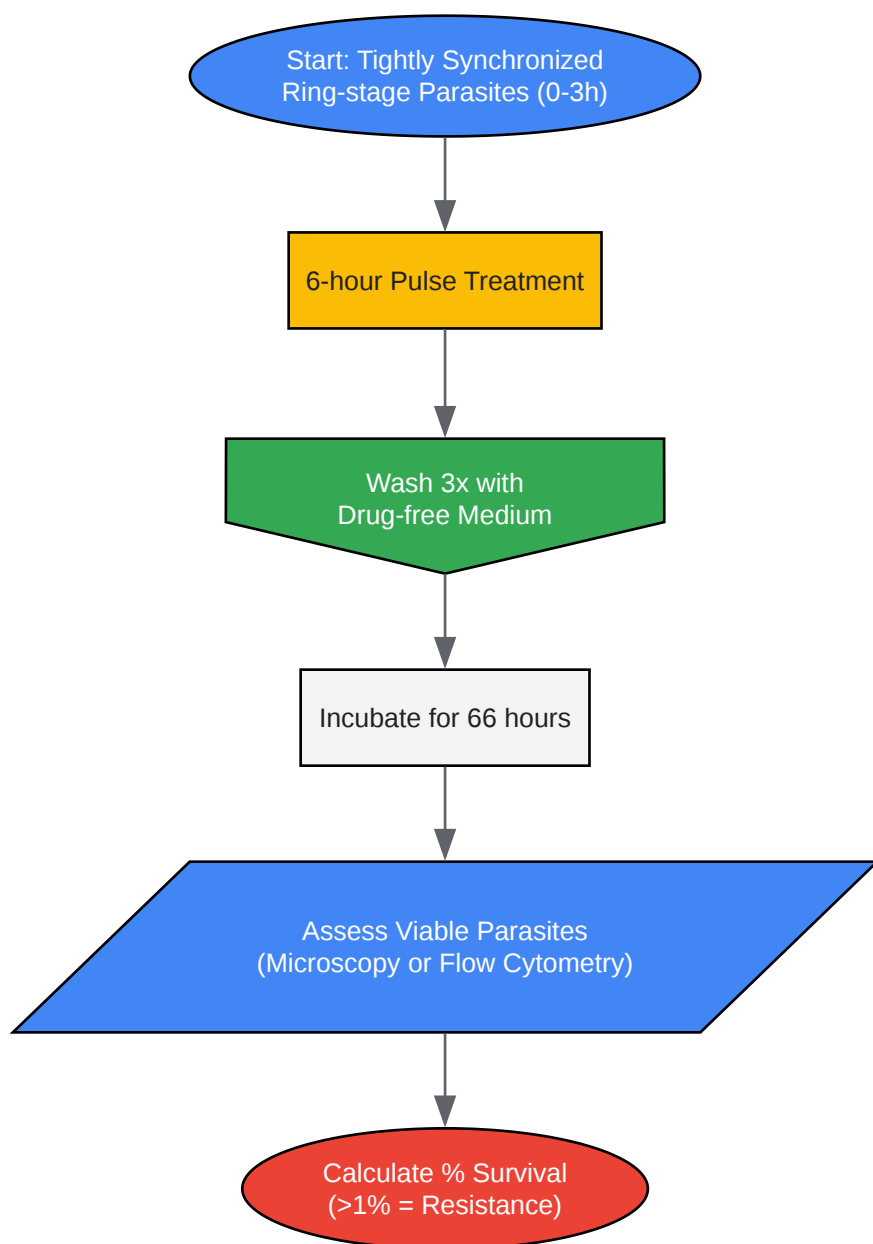 Start: Tightly Synchronized
Ring-stage Parasites (0-3h)
6-hour Pulse Treatment
Wash 3x with
Drug-free Medium
Incubate for 66 hours
Assess Viable Parasites
(Microscopy or Flow Cytometry)
Calculate % Survival
(>1% = Resistance)